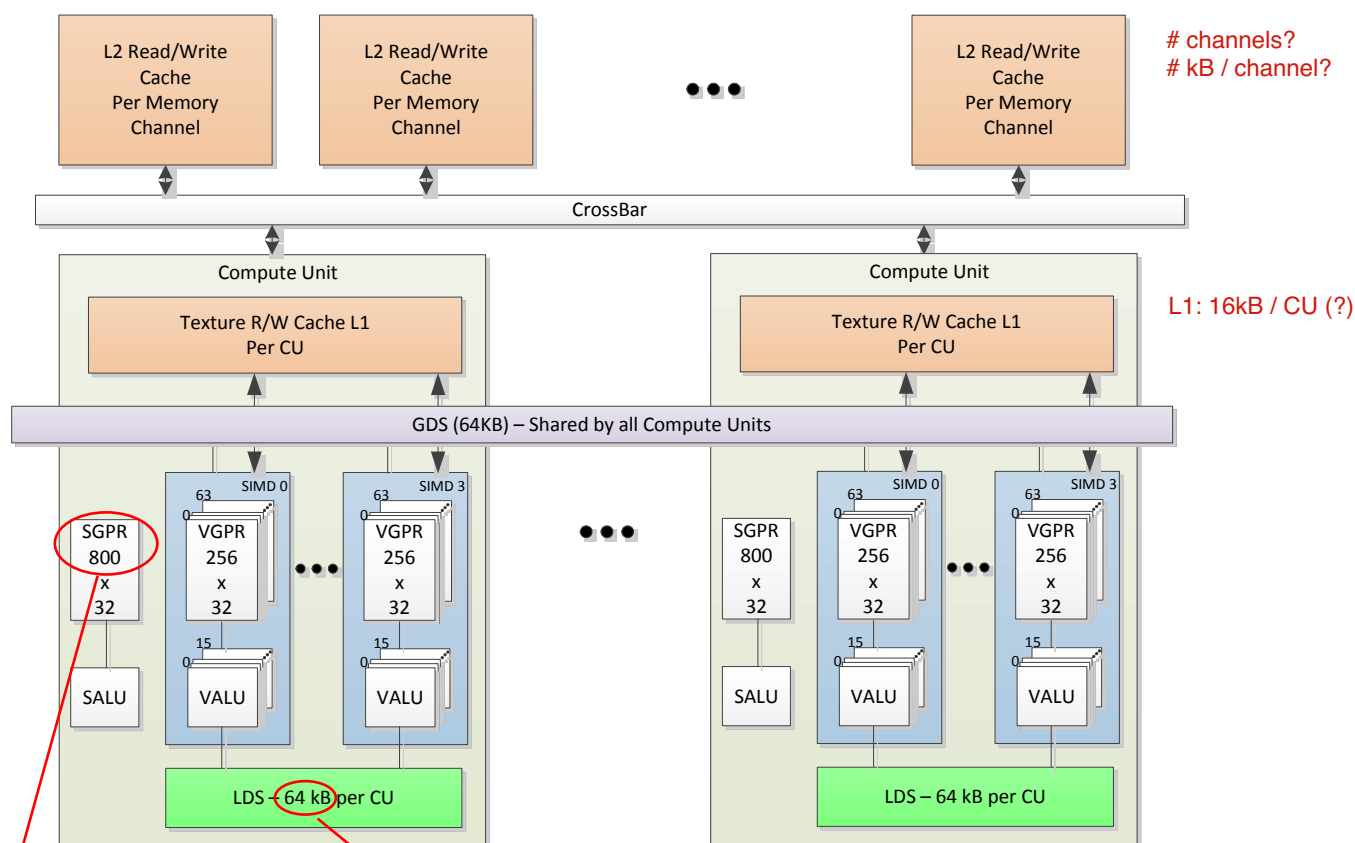 L2 Read/Write
Cache
Per Memory
Channel
L2 Read/Write
Cache
Per Memory
Channel
L2 Read/Write
Cache
Per Memory
Channel
# channels?
# kB / channel?
CrossBar
Compute Unit
Texture R/W Cache L1
Per CU
Compute Unit
Texture R/W Cache L1
Per CU
L1: 16kB / CU (?)
GDS (64KB) – Shared by all Compute Units
SGPR
800
x
32
SALU
SIMD 0
63
0
VGPR
256
x
32
15
0
VALU
SIMD 3
63
0
VGPR
256
x
32
15
0
VALU
LDS – 64 kB per CU
SGPR
800
x
32
SALU
SIMD 0
63
0
VGPR
256
x
32
15
0
VALU
SIMD 3
63
0
VGPR
256
x
32
15
0
VALU
LDS – 64 kB per CU